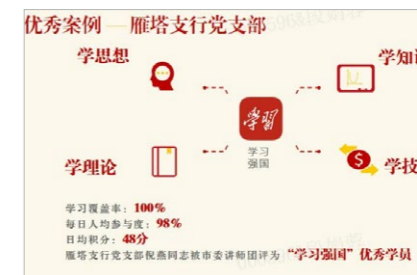 优秀案例 — 雁塔支行党支部
学思想
学知
學習
学习
强国
学理论
学技
学习覆盖率：100%
每日人均参与度：98%
日均积分：48分
雁塔支行党支部倪燕同志被市委讲师团评为 “学习强国”优秀学员